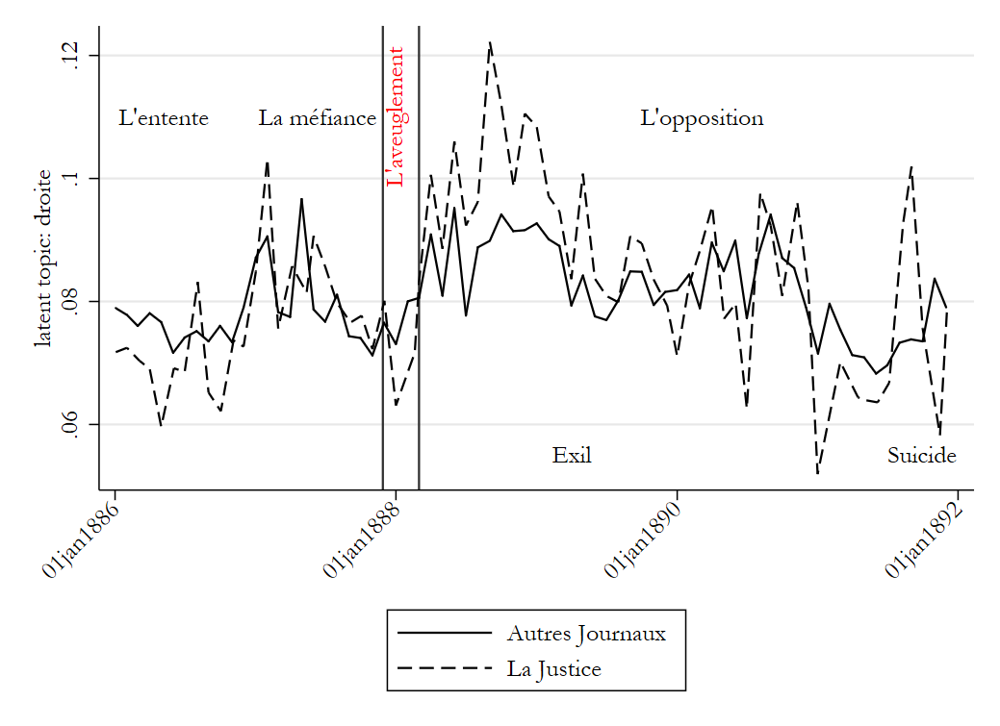 .12
L'entente
La méfiance
L'aveuglement
L'opposition
.1
latent topic: droite
.08
.06
Exil
Suicide
01jan1886
01jan1888
01jan1890
01jan1892
Autres Journaux
La Justice